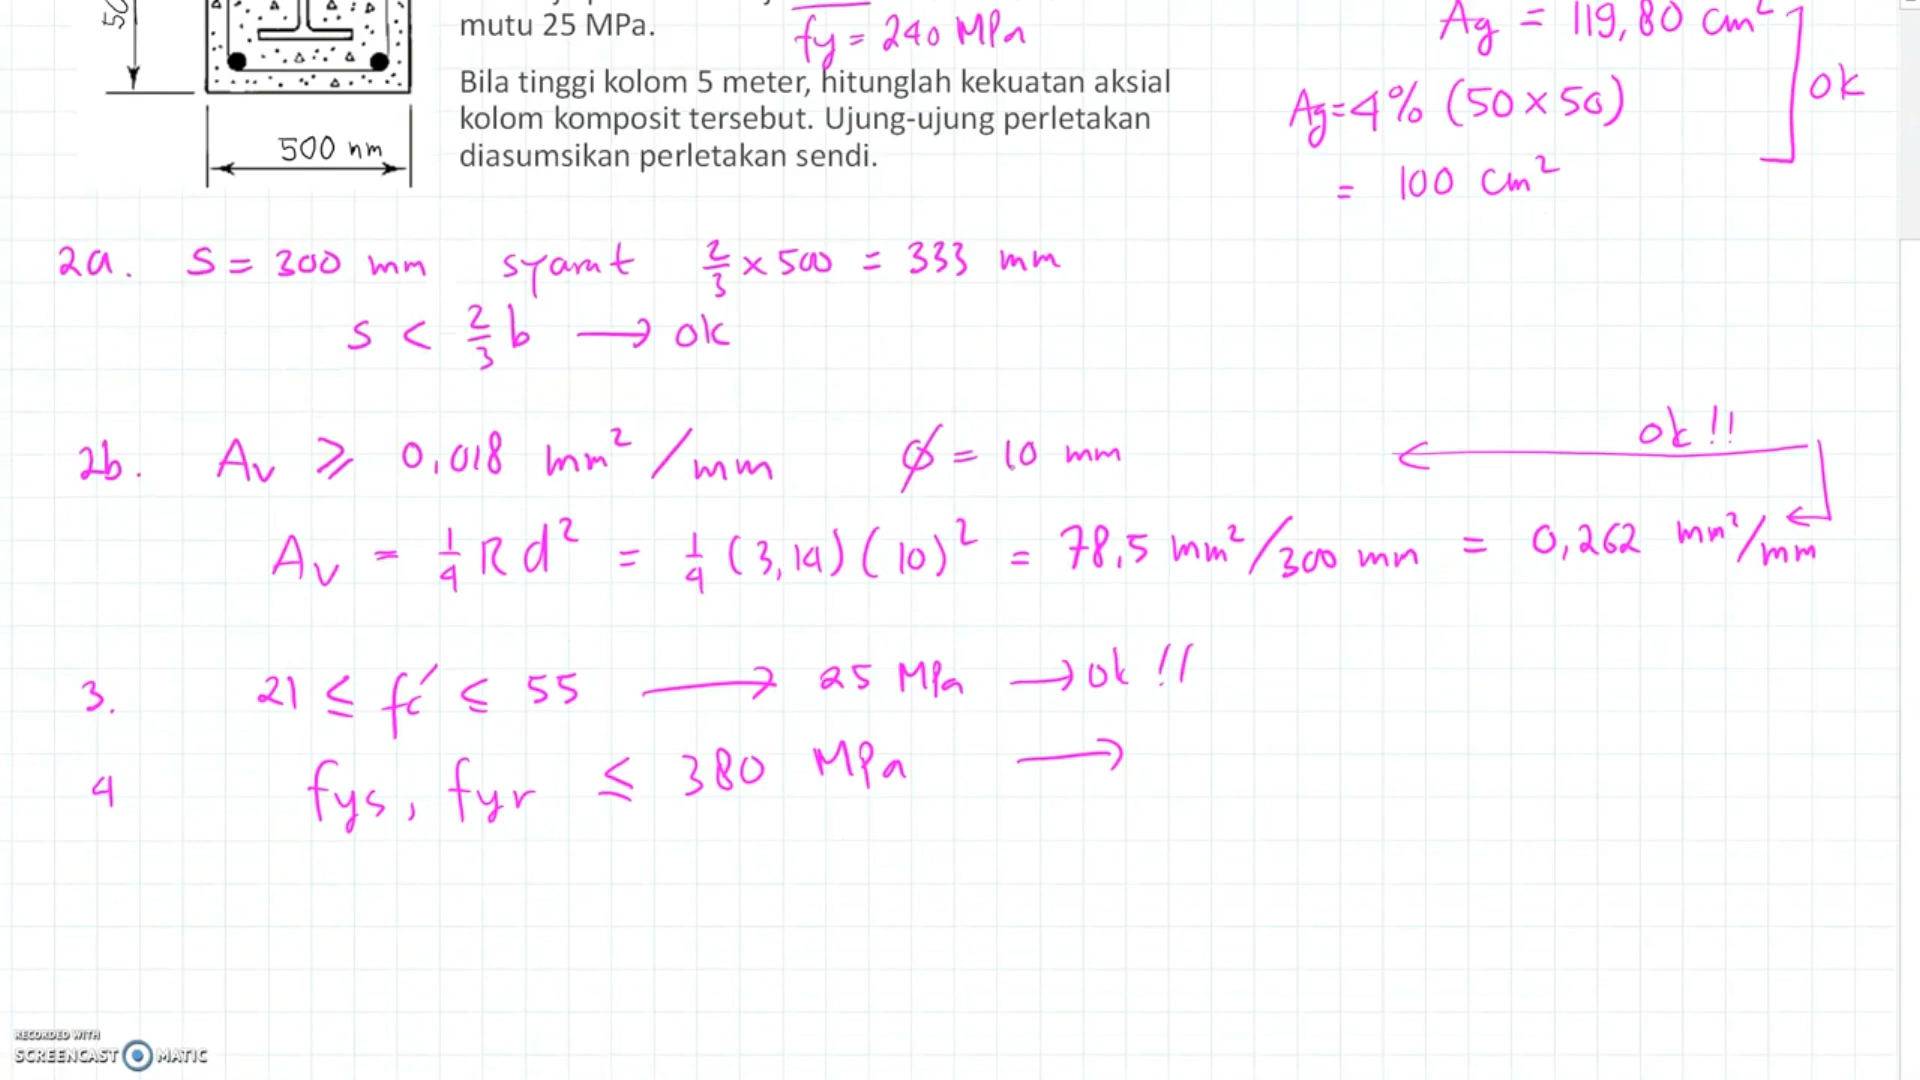 mutu 25 MPa.
fy = 240 MPa
Bila tinggi kolom 5 meter, hitunglah kekuatan aksial
kolom komposit tersebut. Ujung-ujung perletakan
diasumsikan perletakan sendi.
50
500 mm
Ag = 119,80 cm²
Ag=4% (50 x 50)
= 100 cm²
ok
2a. S = 300 mm syarat 2/3 x 500 = 333 mm
S < 2/3 b → ok
2b. Av ≥ 0,018 mm²/mm ø = 10 mm
ok !!
Av = 1/4 π d² = 1/4 (3,14) (10)² = 78,5 mm²/300 mm = 0,262 mm²/mm
3. 21 ≤ fc' ≤ 55 → 25 MPa → ok !!
4 fys, fyr ≤ 380 MPa →
RECORDED WITH
SCREENCAST MATIC